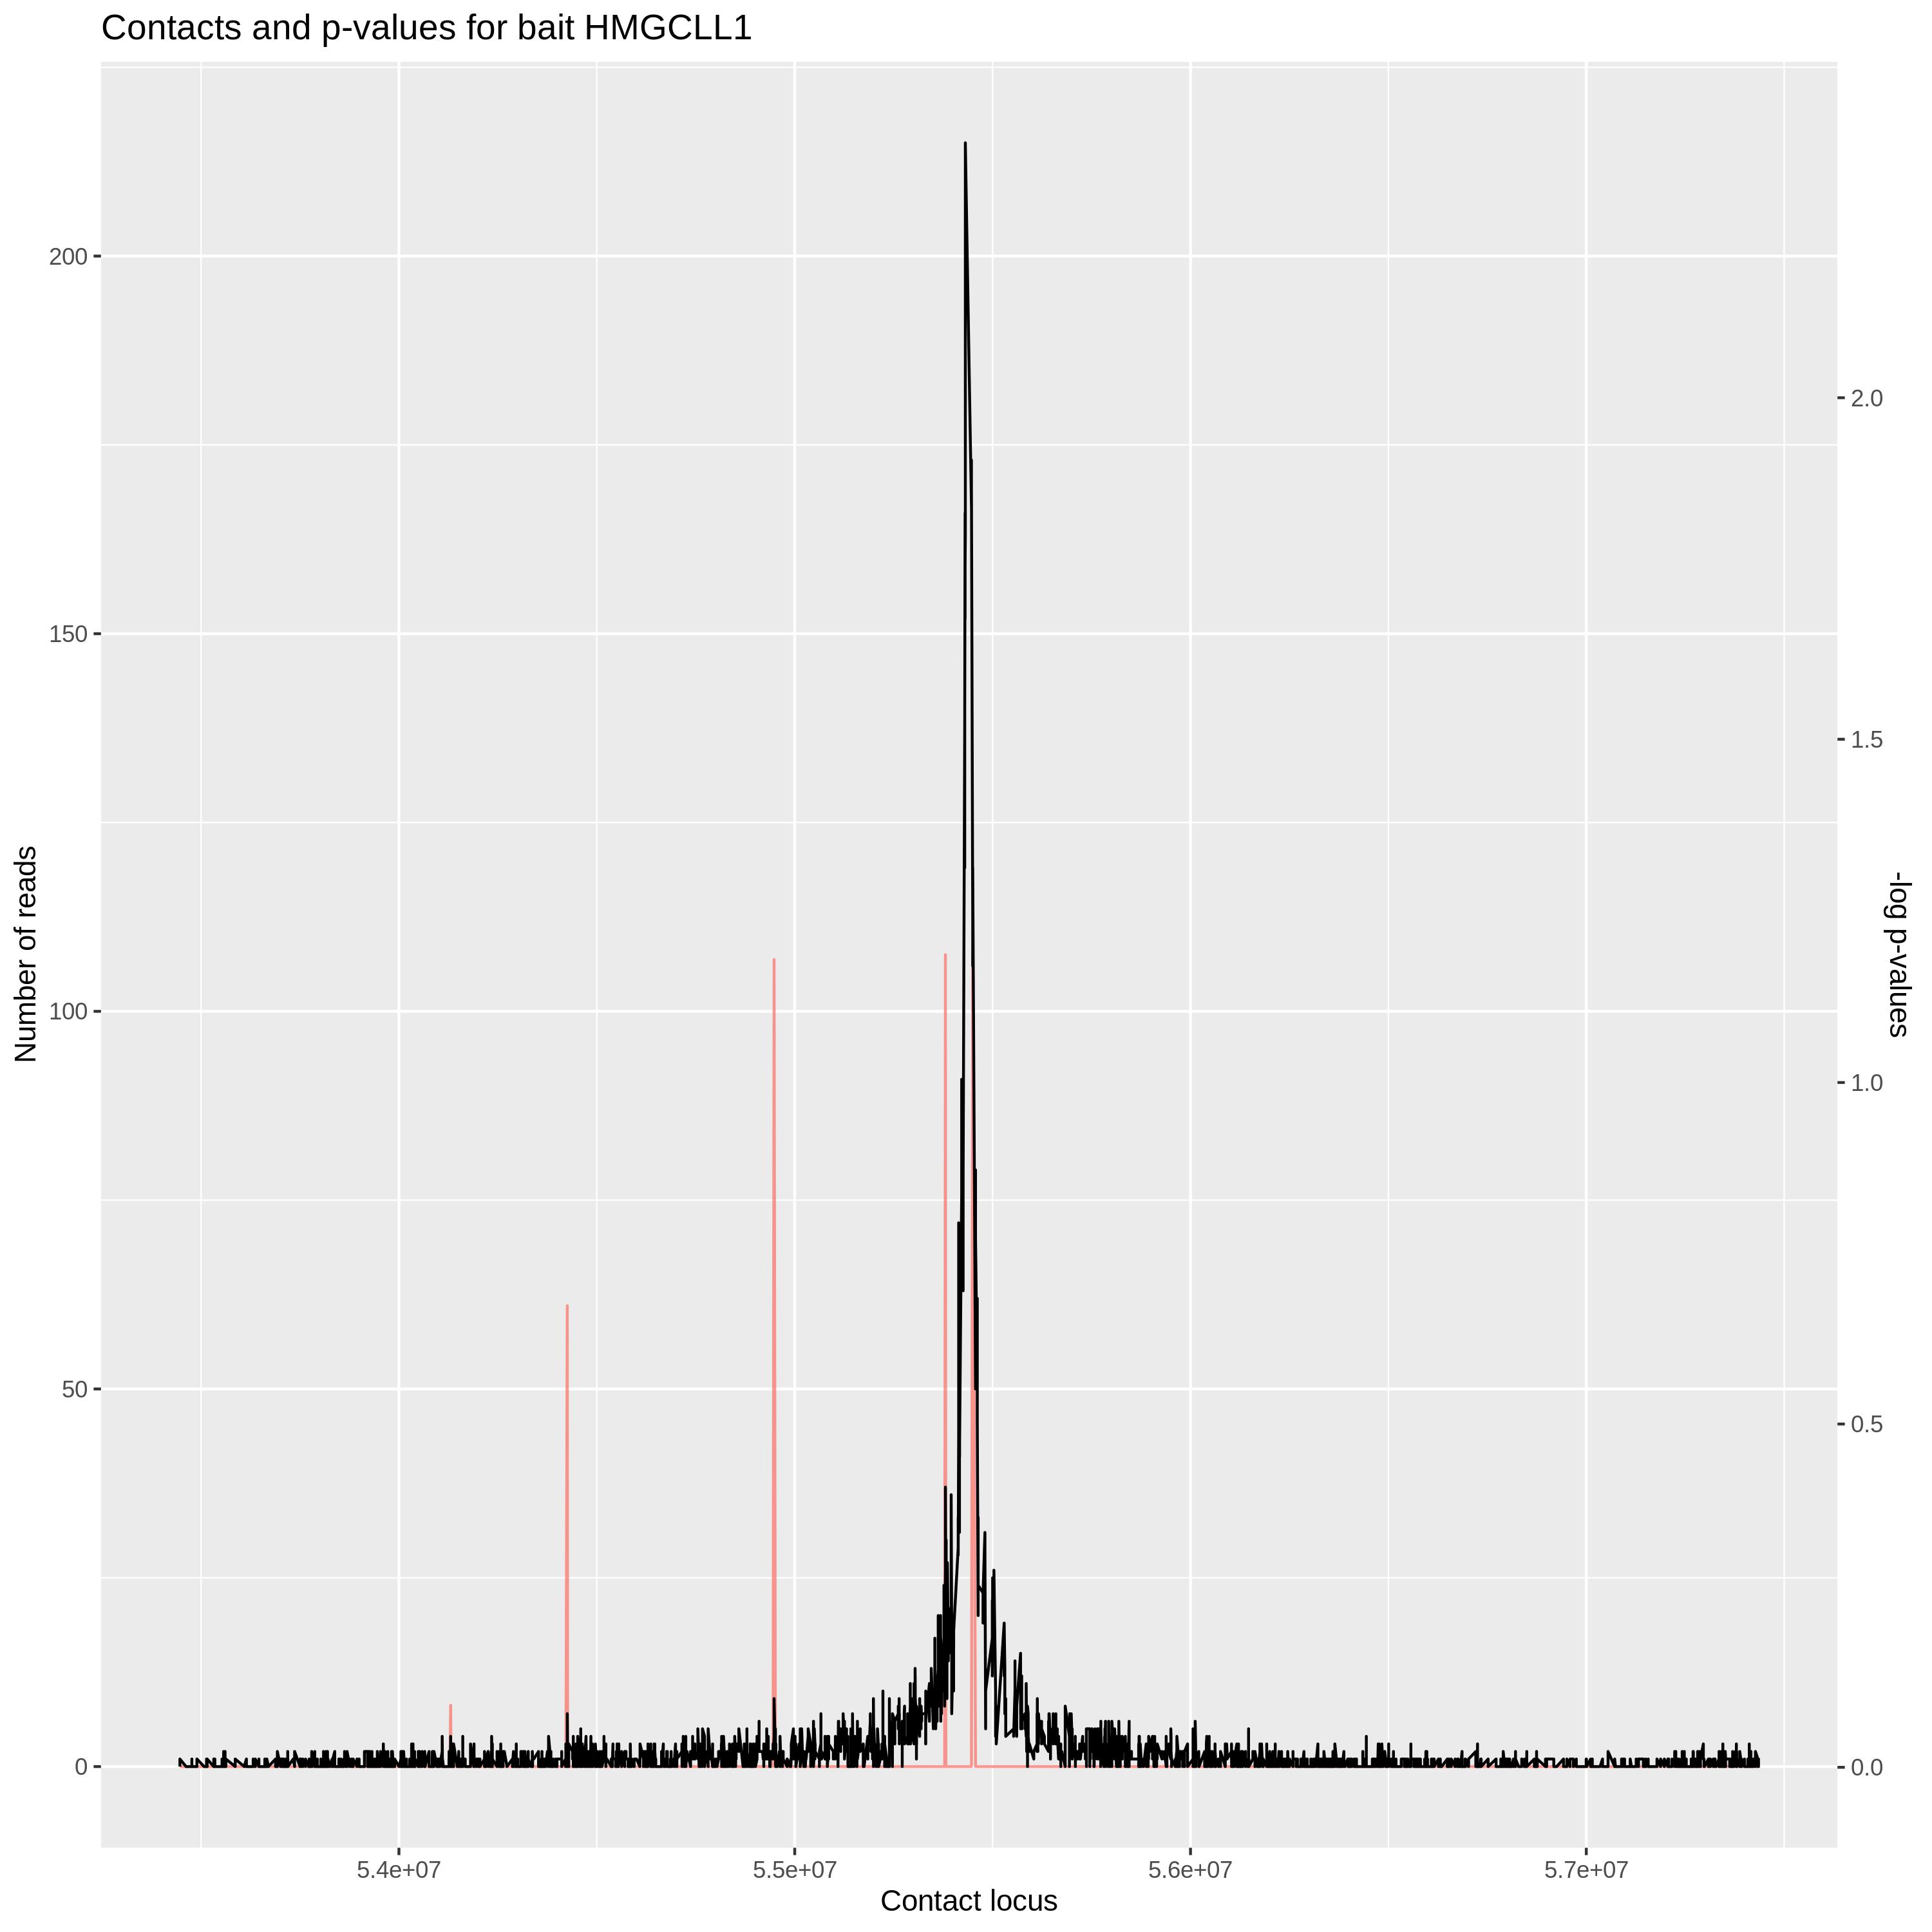 Contacts and p-values for bait HMGCLL1
200
150
100
50
0
Number of reads
2.0
1.5
1.0
0.5
0.0
-log p-values
5.4e+07
5.5e+07
5.6e+07
5.7e+07
Contact locus